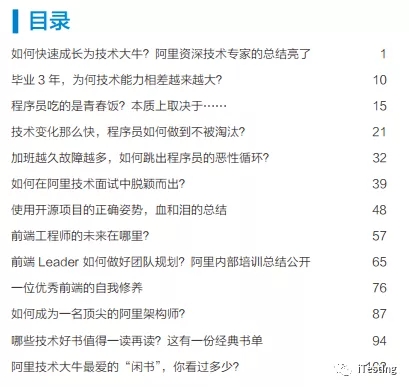 目录
如何快速成长为技术大牛？阿里资深技术专家的总结亮了 1
毕业 3 年，为何技术能力相差越来越大？ 10
程序员吃的是青春饭？本质上取决于…… 15
技术变化那么快，程序员如何做到不被淘汰？ 21
加班越久故障越多，如何跳出程序员的恶性循环？ 32
如何在阿里技术面试中脱颖而出？ 39
使用开源项目的正确姿势，血和泪的总结 48
前端工程师的未来在哪里？ 57
前端 Leader 如何做好团队规划？阿里内部培训总结公开 65
一位优秀前端的自我修养 76
如何成为一名顶尖的阿里架构师？ 87
哪些技术好书值得一读再读？这有一份经典书单 94
阿里技术大牛最爱的“闲书”，你看过多少？
iTesting